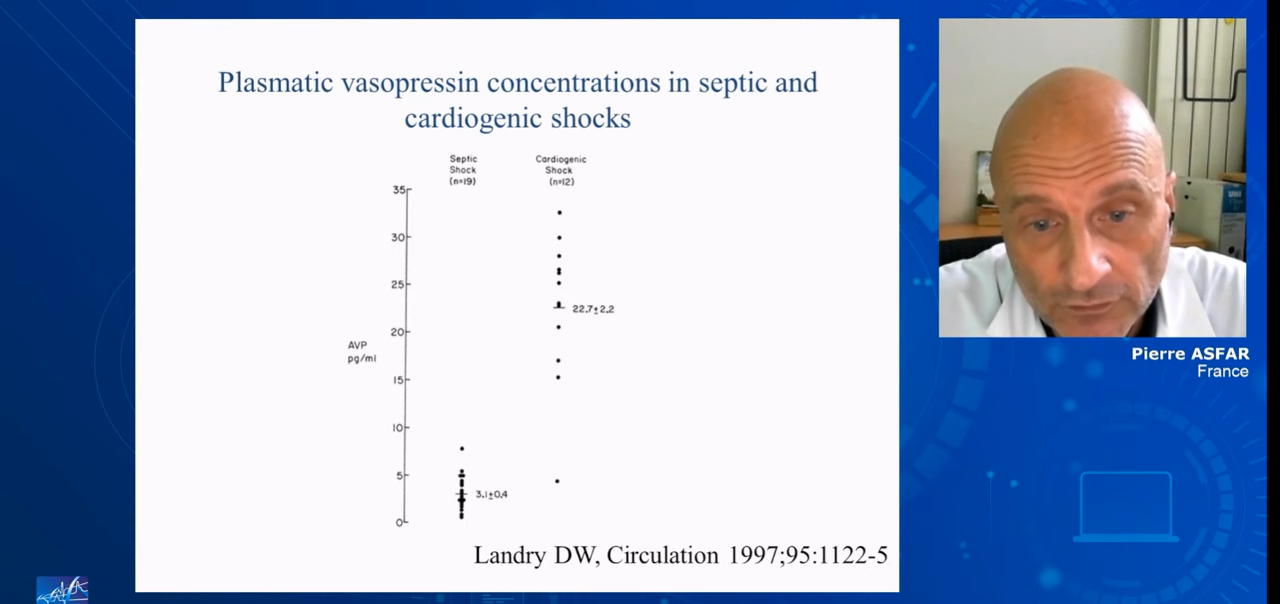 Plasmatic vasopressin concentrations in septic and
cardiogenic shocks
Septic
Shock
(n=19)
Cardiogenic
Shock
(n=12)
35
30
25
20
15
10
5
0
AVP
pg/ml
22.7±2.2
3.1±0.4
Landry DW, Circulation 1997;95:1122-5
Pierre ASFAR
France